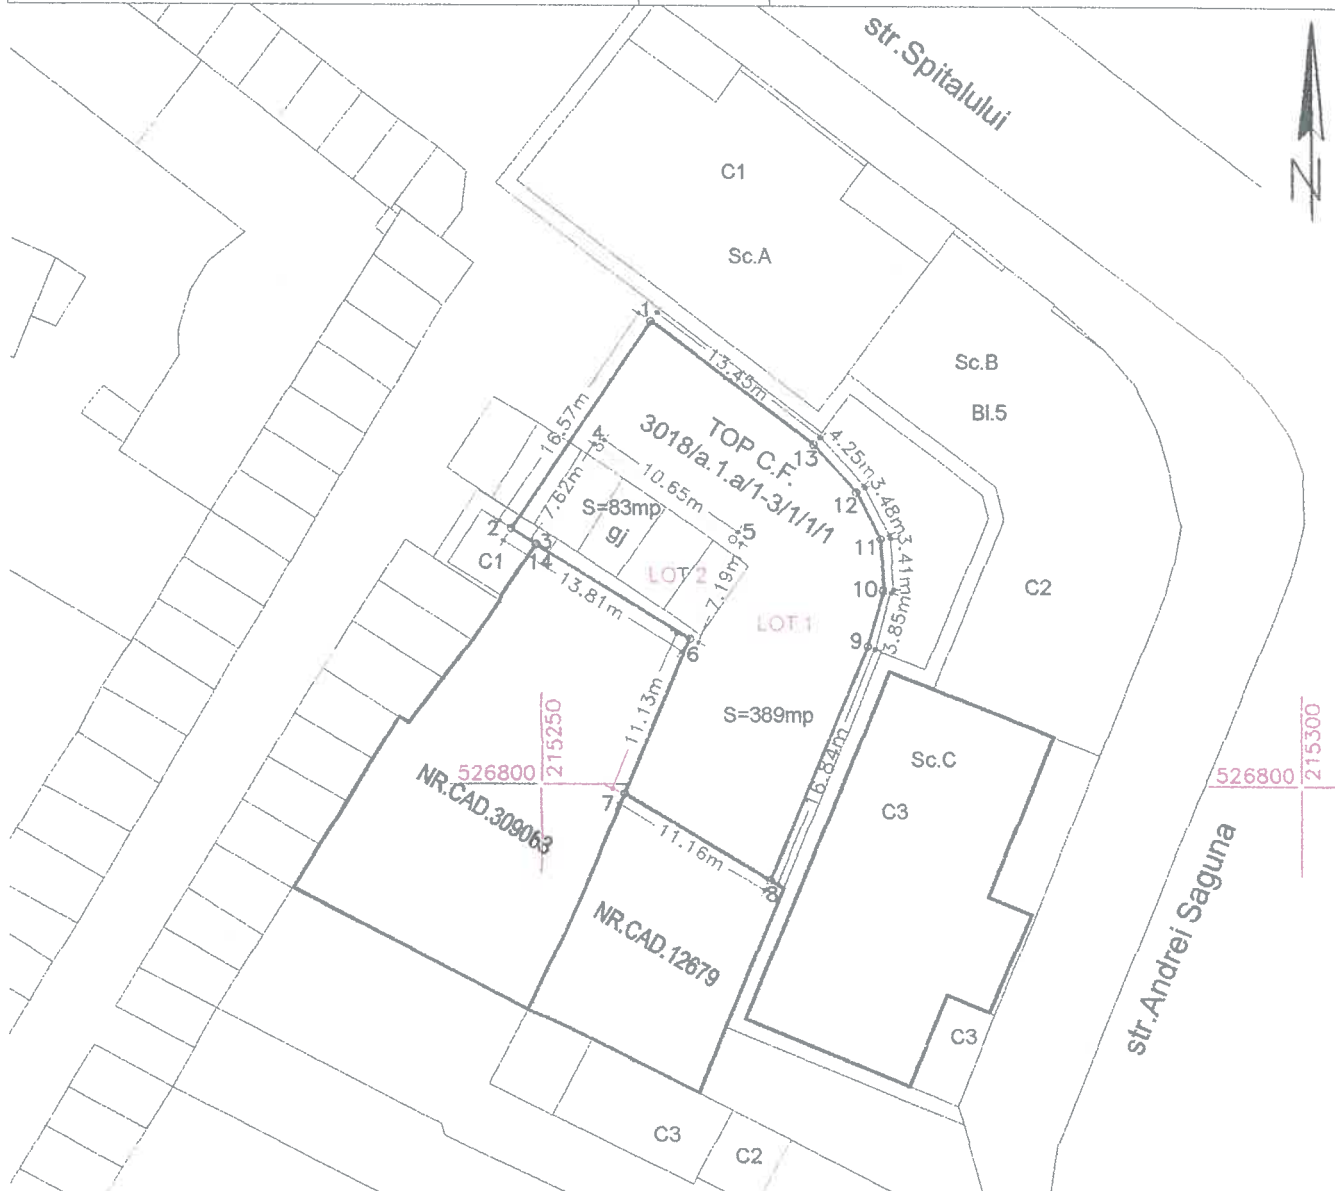 str.Spitalului
N
C1
Sc.A
Sc.B
Bl.5
1
13.45m
16.57m
TOP C.F.
3018/a.1.a/1-3/1/1/1
13
4.25m
12
3.48m
11
3.41m
10
3.85m
9
4
10.65m
7.62m
S=83mp
gj
5
2
3
14
C1
13.81m
LOT 2
7.19m
LOT 1
6
C2
11.13m
S=389mp
16.84m
Sc.C
C3
526800
215250
526800
215300
7
11.16m
8
NR.CAD.309063
NR.CAD.12679
str.Andrei Saguna
C3
C3
C2